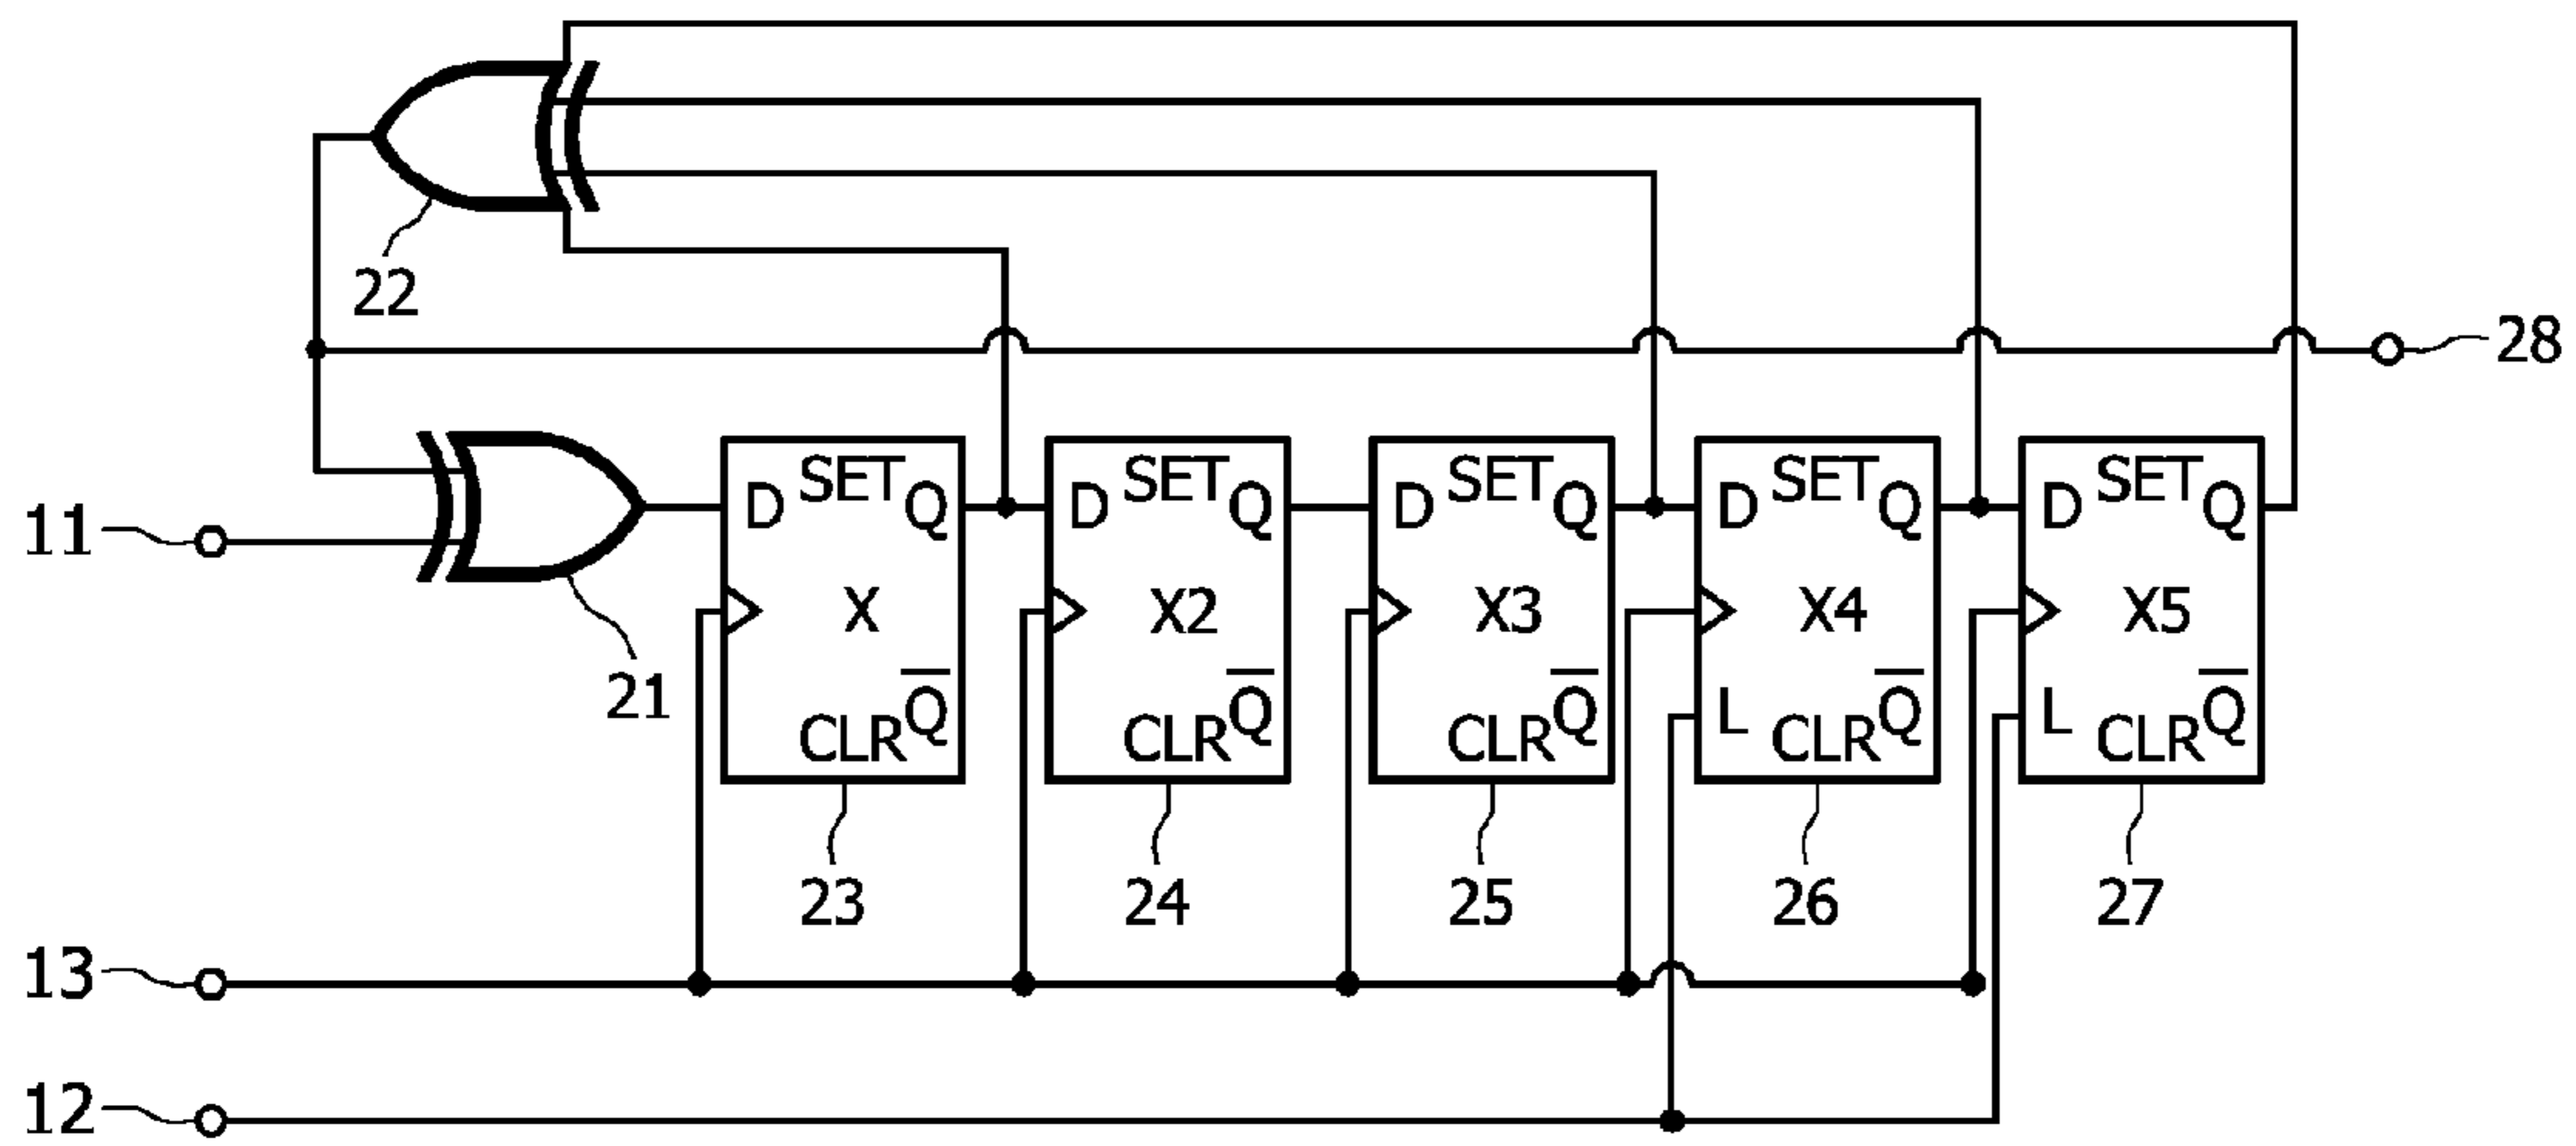 22
28
11
21
D SET Q
X
CLR Q̅
23
D SET Q
X2
CLR Q̅
24
D SET Q
X3
CLR Q̅
25
D SET Q
X4
L CLR Q̅
26
D SET Q
X5
L CLR Q̅
27
13
12